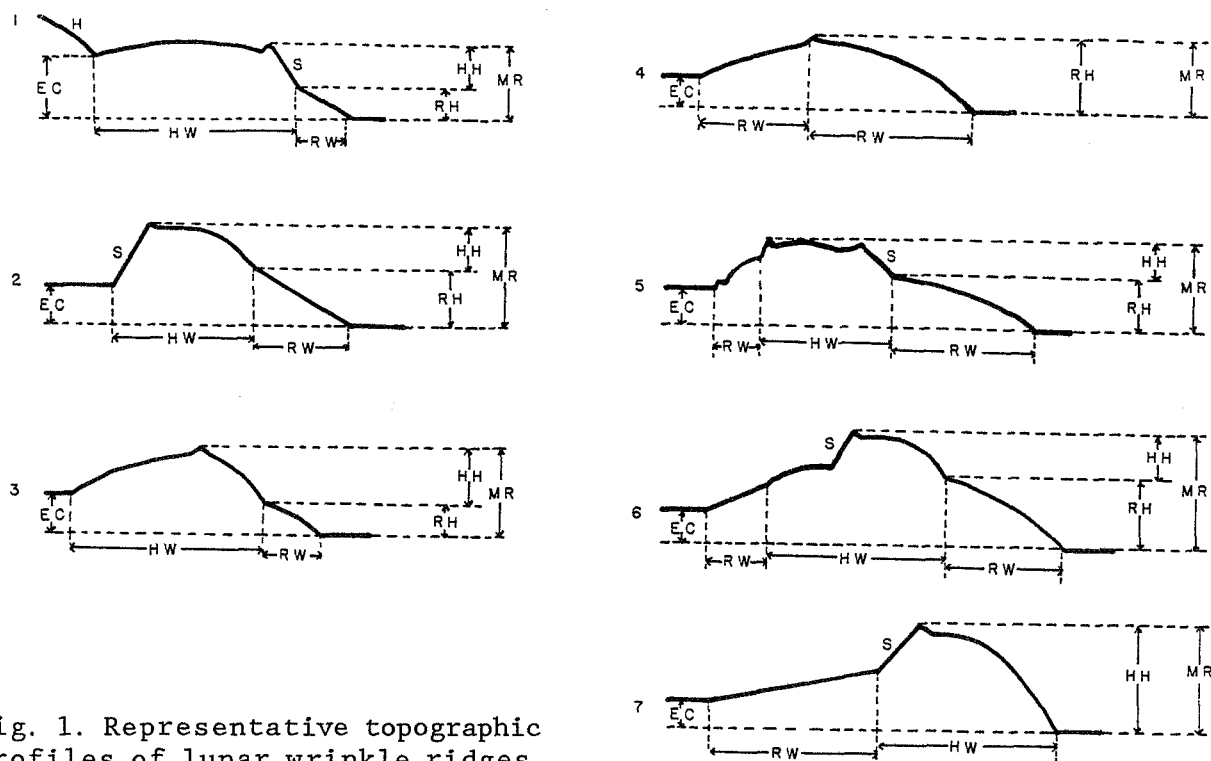 1
H
E C
S
H H
M R
R H
H W
R W
2
S
E C
H H
R H
M R
H W
R W
3
E C
H H
R H
M R
H W
R W
4
E C
R H
M R
R W
R W
5
S
E C
H H
R H
M R
R W
H W
R W
6
S
E C
H H
R H
M R
R W
H W
R W
7
S
E C
H H
M R
R W
H W
ig. 1. Representative topographic
rofiles of lunar wrinkle ridges